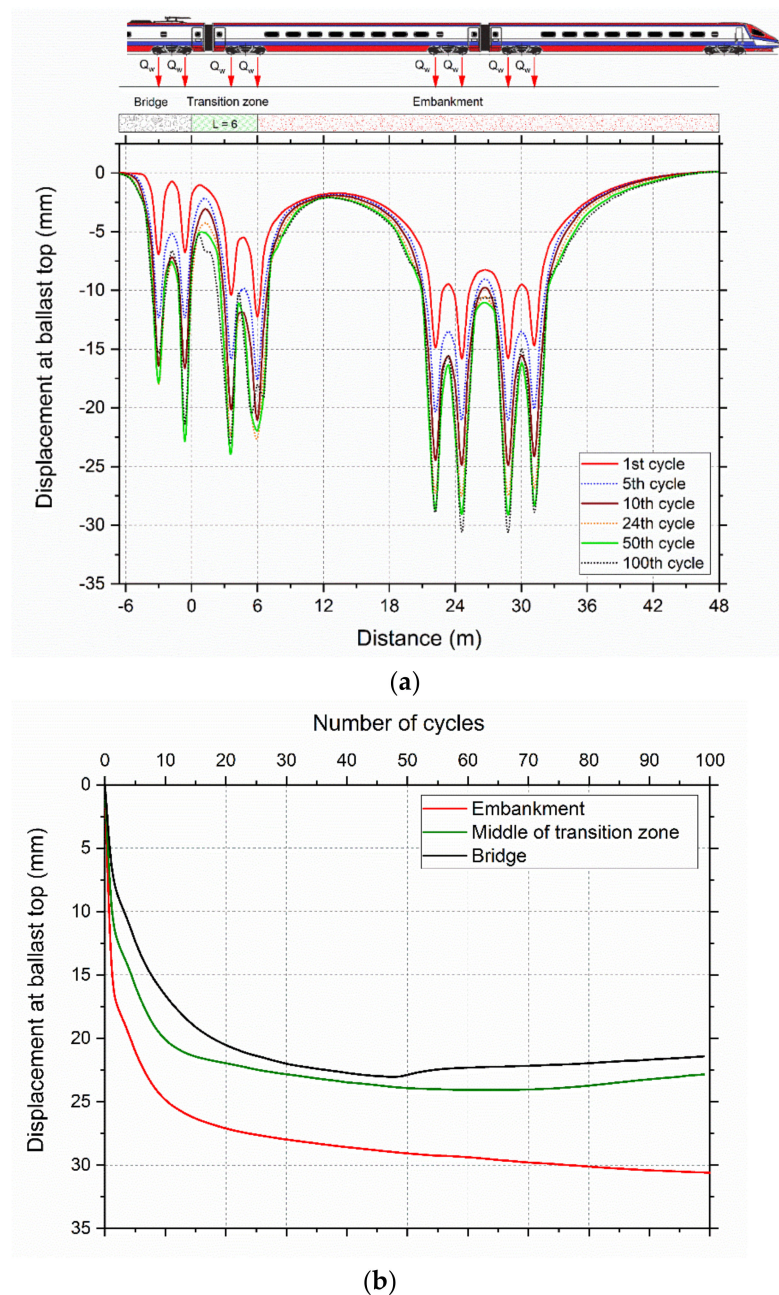 Qw Qw Qw Qw Qw Qw Qw Qw
Bridge Transition zone Embankment
L = 6
Displacement at ballast top (mm)
0
-5
-10
-15
-20
-25
-30
-35
1st cycle
5th cycle
10th cycle
24th cycle
50th cycle
100th cycle
-6 0 6 12 18 24 30 36 42 48
Distance (m)
(a)
Number of cycles
0 10 20 30 40 50 60 70 80 90 100
Displacement at ballast top (mm)
0
5
10
15
20
25
30
35
Embankment
Middle of transition zone
Bridge
(b)